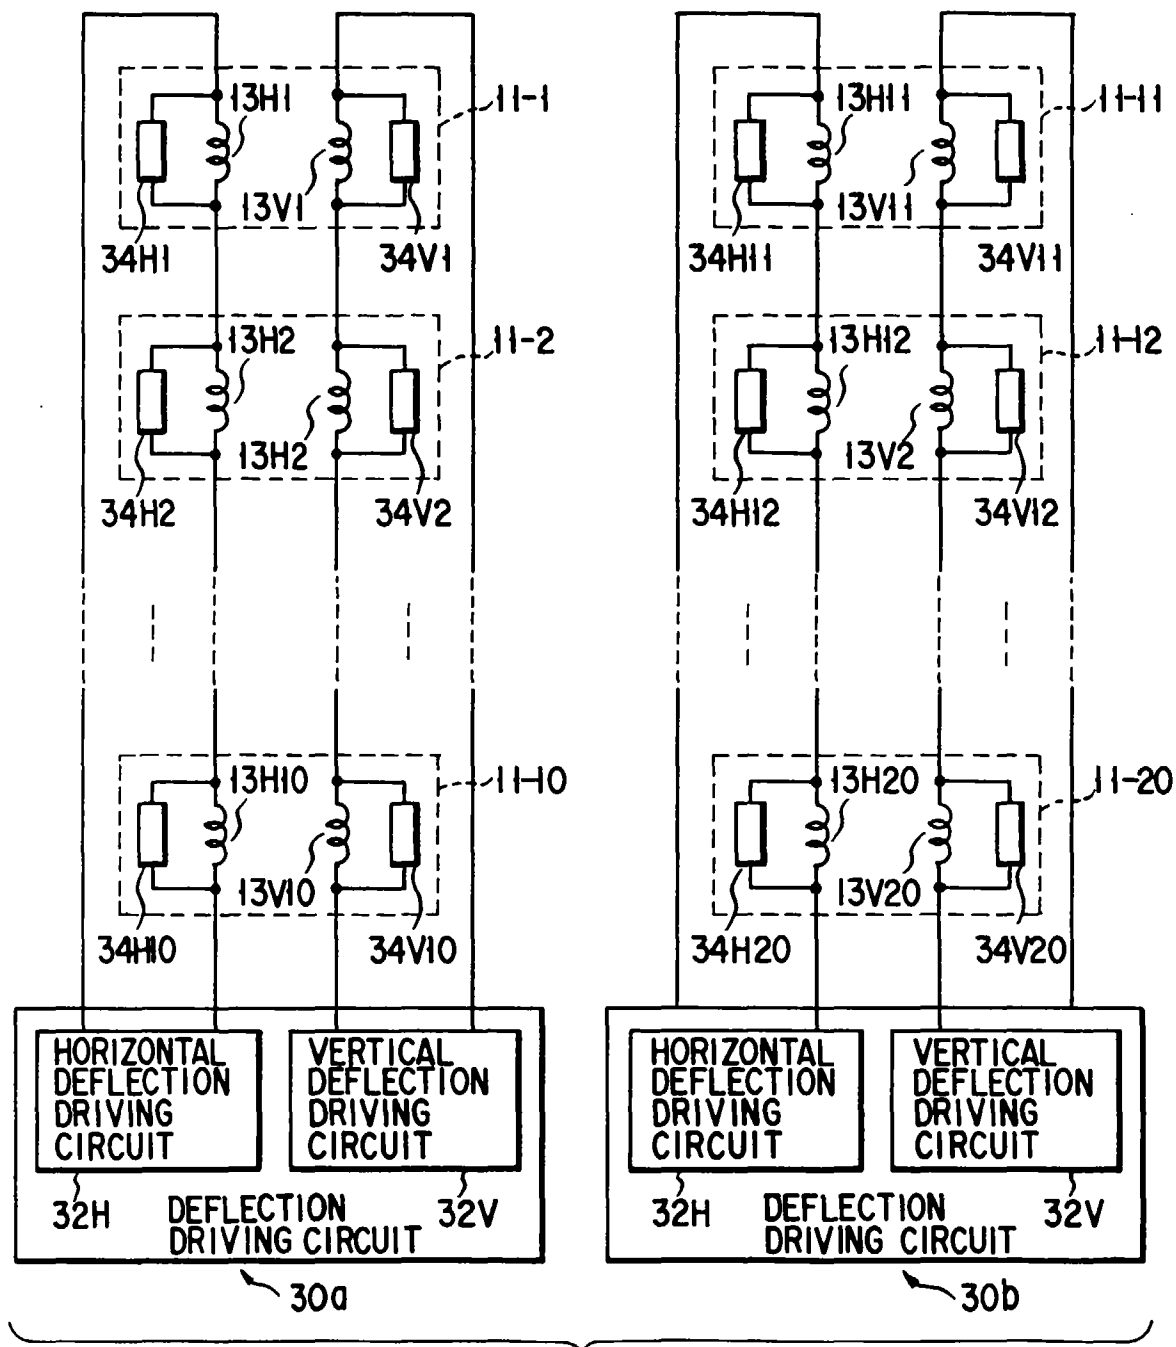 13H1
11-1
13V1
34H1
34V1
13H2
11-2
13H2
34H2
34V2
13H10
11-10
13V10
34H10
34V10
HORIZONTAL
DEFLECTION
DRIVING
CIRCUIT
VERTICAL
DEFLECTION
DRIVING
CIRCUIT
32H
32V
DEFLECTION
DRIVING CIRCUIT
30a
13H11
11-11
13V11
34H11
34V11
13H12
11-12
13V2
34H12
34V12
13H20
11-20
13V20
34H20
34V20
HORIZONTAL
DEFLECTION
DRIVING
CIRCUIT
VERTICAL
DEFLECTION
DRIVING
CIRCUIT
32H
32V
DEFLECTION
DRIVING CIRCUIT
30b